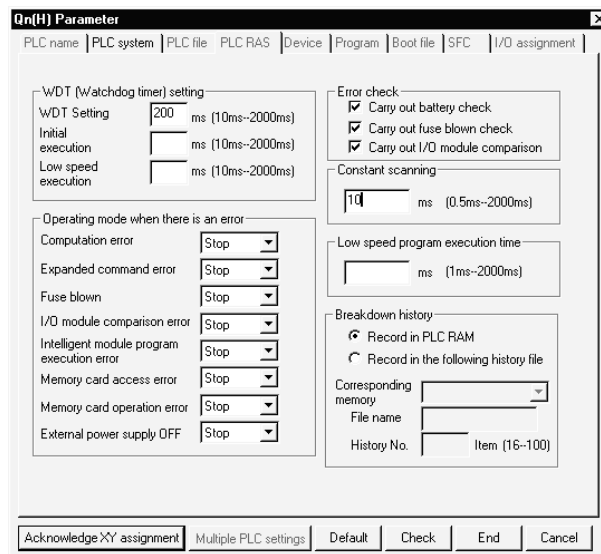 Qn(H) Parameter
PLC name PLC system PLC file PLC RAS Device Program Boot file SFC I/O assignment
WDT (Watchdog timer) setting
WDT Setting 200 ms (10ms--2000ms)
Initial
execution ms (10ms--2000ms)
Low speed
execution ms (10ms--2000ms)
Operating mode when there is an error
Computation error Stop
Expanded command error Stop
Fuse blown Stop
I/O module comparison error Stop
Intelligent module program
execution error Stop
Memory card access error Stop
Memory card operation error Stop
External power supply OFF Stop
Error check
Carry out battery check
Carry out fuse blown check
Carry out I/O module comparison
Constant scanning
10 ms (0.5ms--2000ms)
Low speed program execution time
ms (1ms--2000ms)
Breakdown history
Record in PLC RAM
Record in the following history file
Corresponding
memory
File name
History No. Item (16--100)
Acknowledge XY assignment Multiple PLC settings Default Check End Cancel